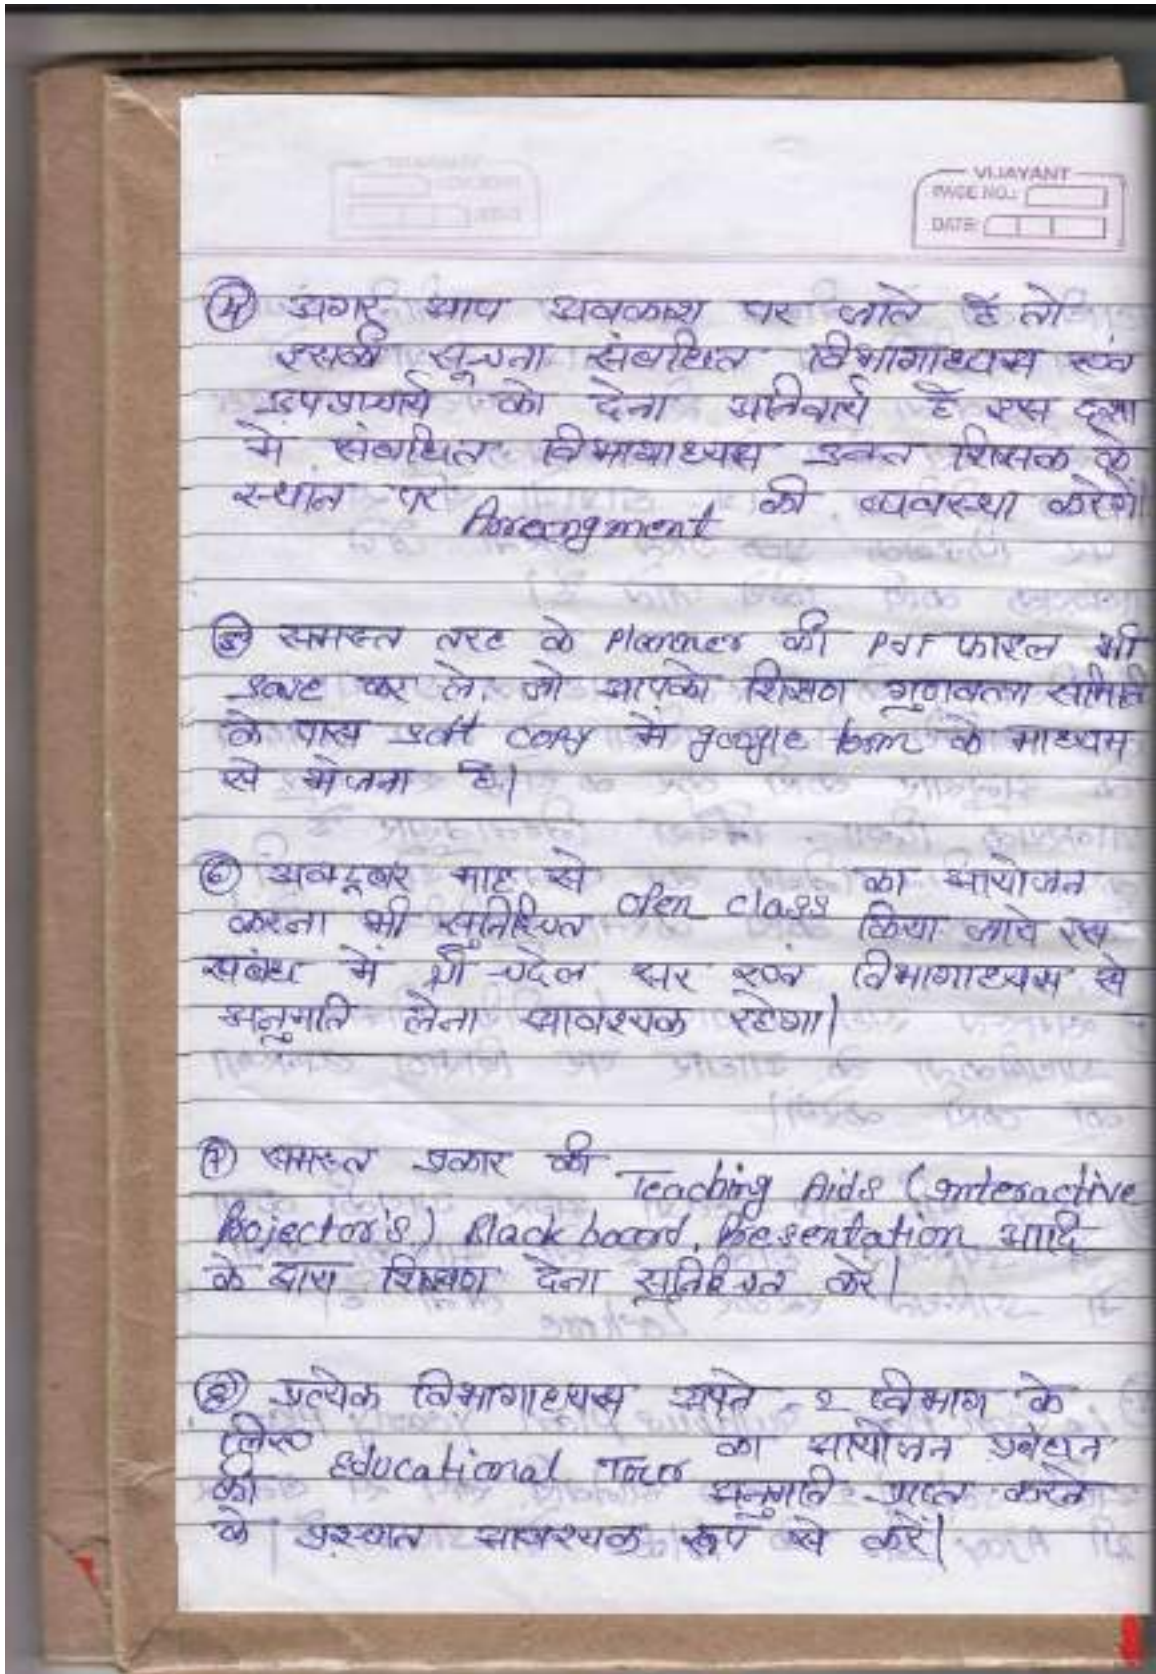 VIJAYANT
PAGE NO.:
DATE:
④ अगर आप अवकाश पर जाते हैं तो
इसकी सूचना संबधित विभागाध्यक्ष एवं
उपप्राचार्य को देना अनिवार्य है इस दशा
में संबधित विभागाध्यक्ष उक्त शिक्षक के
स्थान पर Arrengment की व्यवस्था करेंगे।
⑤ समस्त तरह के Planner की PdF फाइल भी
save कर ले, जो आपको शिक्षण गुणवत्ता समिति
के पास soft copy में google form के माध्यम
से भेजना है।
⑥ अक्टूबर माह से open class का आयोजन
करना भी सुनिश्चित किया जावे इस
संबंध में श्री चंदेल सर एवं विभागाध्यक्ष से
अनुमति लेना आवश्यक रहेगा।
⑦ समस्त प्रकार की Teaching Aids (Interactive
Projector's) Black board, Presentation आदि
के द्वारा शिक्षण देना सुनिश्चित करें।
⑧ प्रत्येक विभागाध्यक्ष अपने -२ विभाग के
लिए Educational Tour का आयोजन प्रबंधन
की अनुमति प्राप्त करने
के पश्चात आवश्यक रूप से करें।